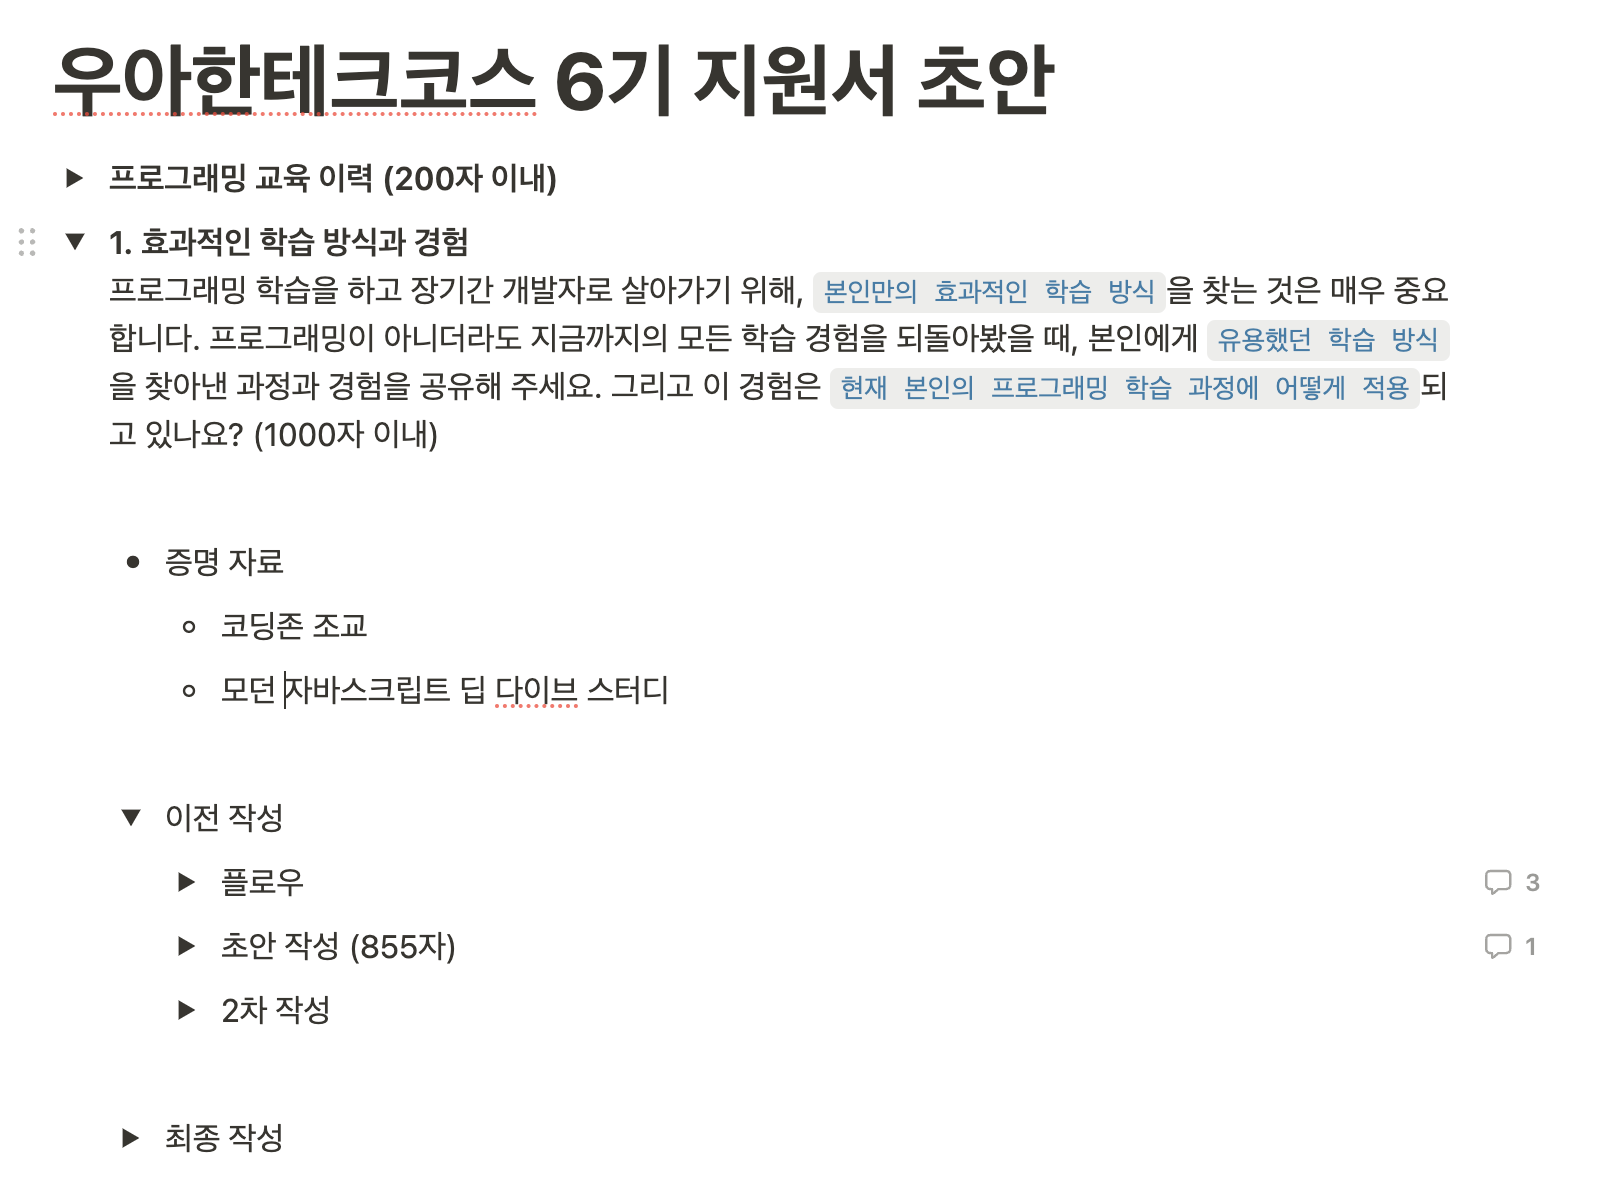 우아한테크코스 6기 지원서 초안
프로그래밍 교육 이력 (200자 이내)
1. 효과적인 학습 방식과 경험
프로그래밍 학습을 하고 장기간 개발자로 살아가기 위해, 본인만의 효과적인 학습 방식을 찾는 것은 매우 중요
합니다. 프로그래밍이 아니더라도 지금까지의 모든 학습 경험을 되돌아봤을 때, 본인에게 유용했던 학습 방식
을 찾아낸 과정과 경험을 공유해 주세요. 그리고 이 경험은 현재 본인의 프로그래밍 학습 과정에 어떻게 적용되
고 있나요? (1000자 이내)
증명 자료
코딩존 조교
모던 자바스크립트 딥 다이브 스터디
이전 작성
플로우 3
초안 작성 (855자) 1
2차 작성
최종 작성